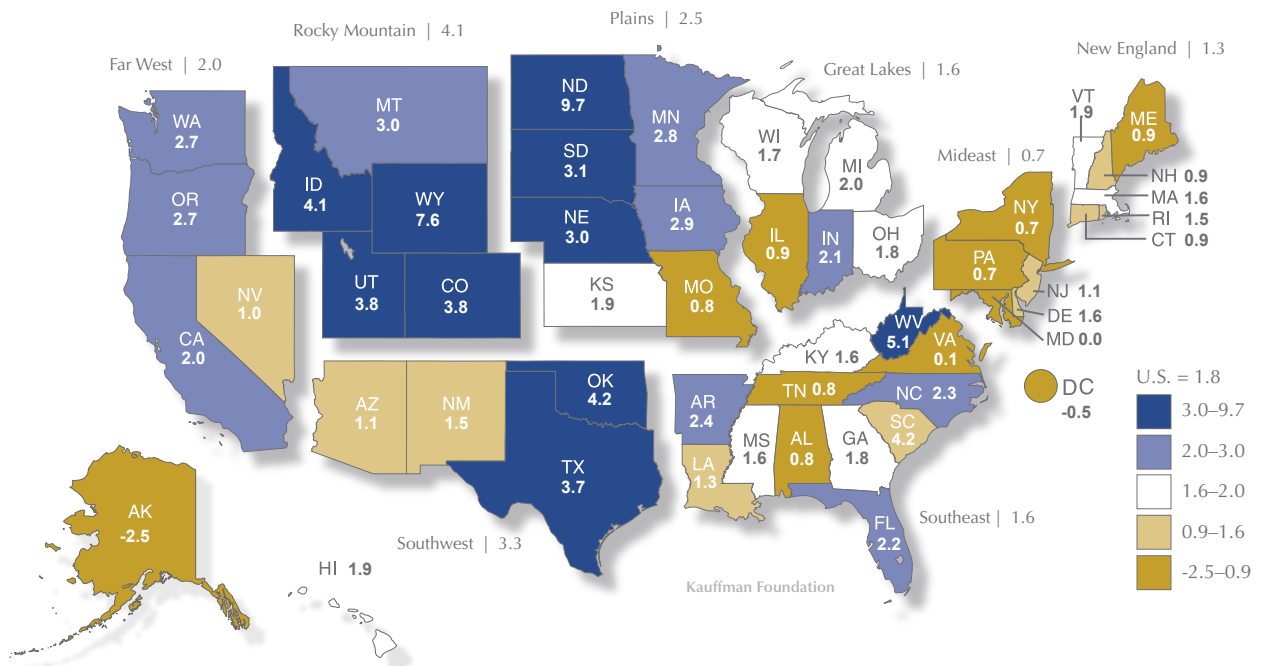 Plains | 2.5
Rocky Mountain | 4.1
New England | 1.3
Far West | 2.0
Great Lakes | 1.6
Mideast | 0.7
WA
2.7
OR
2.7
CA
2.0
NV
1.0
ID
4.1
MT
3.0
WY
7.6
UT
3.8
CO
3.8
ND
9.7
SD
3.1
NE
3.0
KS
1.9
MN
2.8
IA
2.9
MO
0.8
WI
1.7
MI
2.0
IL
0.9
IN
2.1
OH
1.8
VT
1.9
ME
0.9
NH 0.9
MA 1.6
RI 1.5
CT 0.9
NY
0.7
PA
0.7
NJ 1.1
DE 1.6
MD 0.0
WV
5.1
VA
0.1
KY 1.6
TN 0.8
NC 2.3
SC
4.2
DC
-0.5
AZ
1.1
NM
1.5
OK
4.2
TX
3.7
AR
2.4
LA
1.3
MS
1.6
AL
0.8
GA
1.8
FL
2.2
AK
-2.5
HI 1.9
Southwest | 3.3
Southeast | 1.6
Kauffman Foundation
U.S. = 1.8
3.0–9.7
2.0–3.0
1.6–2.0
0.9–1.6
-2.5–0.9